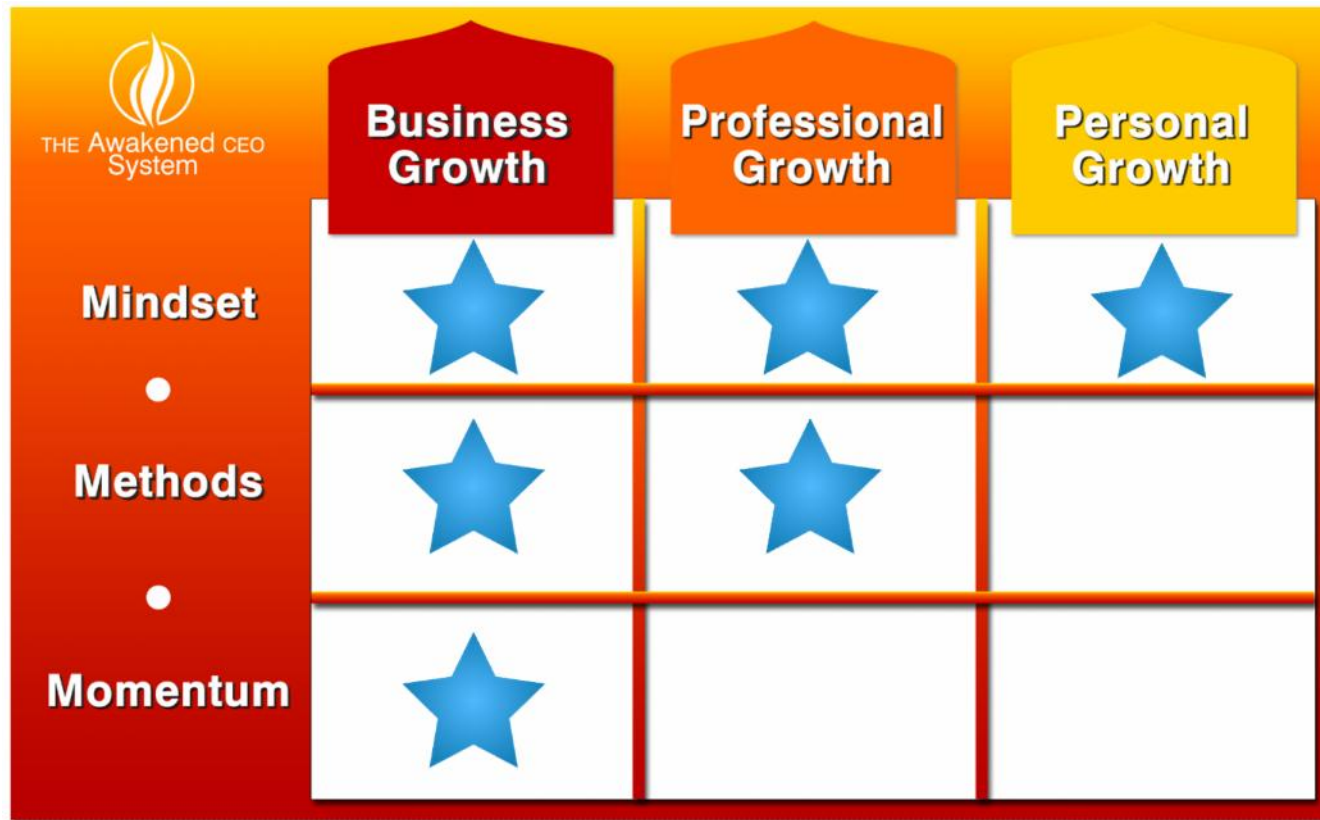 THE Awakened CEO
System
Business
Growth
Professional
Growth
Personal
Growth
Mindset
Methods
Momentum